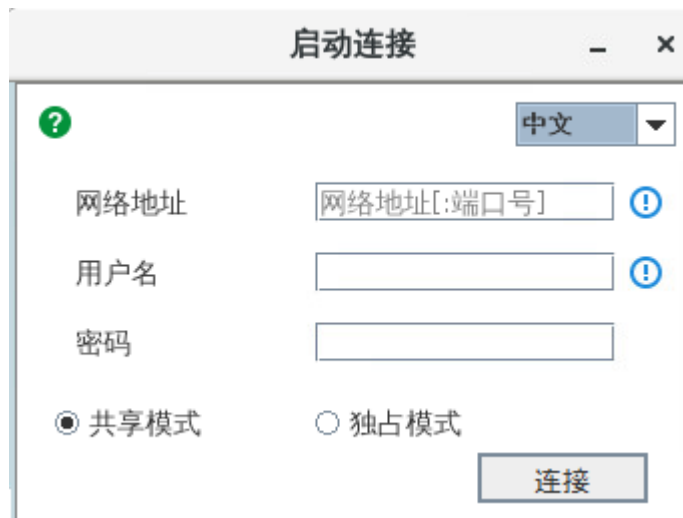 启动连接
中文
网络地址 网络地址[:端口号]
用户名
密码
共享模式 独占模式
连接